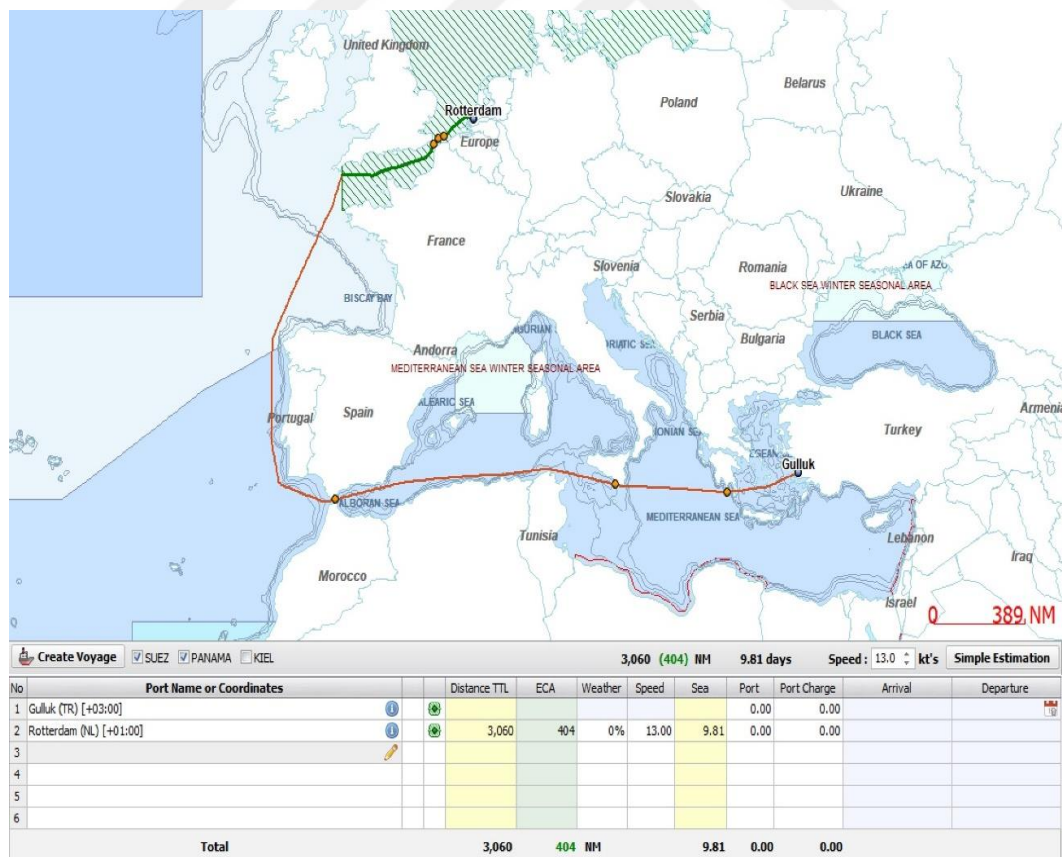 United Kingdom
Belarus
Poland
Rotterdam
Europe
Ukraine
Slovakia
France
Slovenia
Romania
A OF AZO
BLACK SEA WINTER SEASONAL AREA
BISCAY BAY
Serbia
BLACK SEA
Andorra
Bulgaria
MEDITERRANEAN SEA WINTER SEASONAL AREA
ALEARIC SEA
Portugal
Spain
Armenia
Turkey
Gulluk
ALBORAN SEA
MEDITERRANEAN SEA
Tunisia
Lebanon
Iraq
Morocco
Israel
0 389 NM
Create Voyage SUEZ PANAMA KIEL 3,060 (404) NM 9.81 days Speed : 13.0 kt's Simple Estimation
No Port Name or Coordinates Distance TTL ECA Weather Speed Sea Port Port Charge Arrival Departure
1 Gulluk (TR) [+03:00] 0.00 0.00
2 Rotterdam (NL) [+01:00] 3,060 404 0% 13.00 9.81 0.00 0.00
3
4
5
6
Total 3,060 404 NM 9.81 0.00 0.00